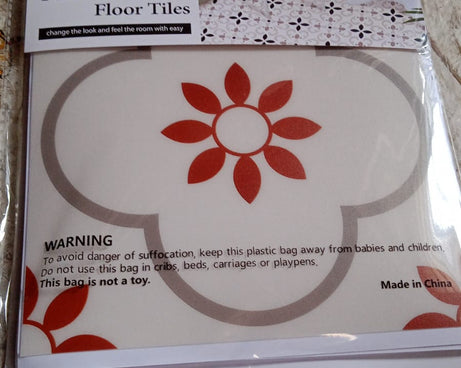 Floor Tiles
change the look and feel the room with easy
WARNING
To avoid danger of suffocation, keep this plastic bag away from babies and children.
Do not use this bag in cribs, beds, carriages or playpens.
This bag is not a toy.
Made in China